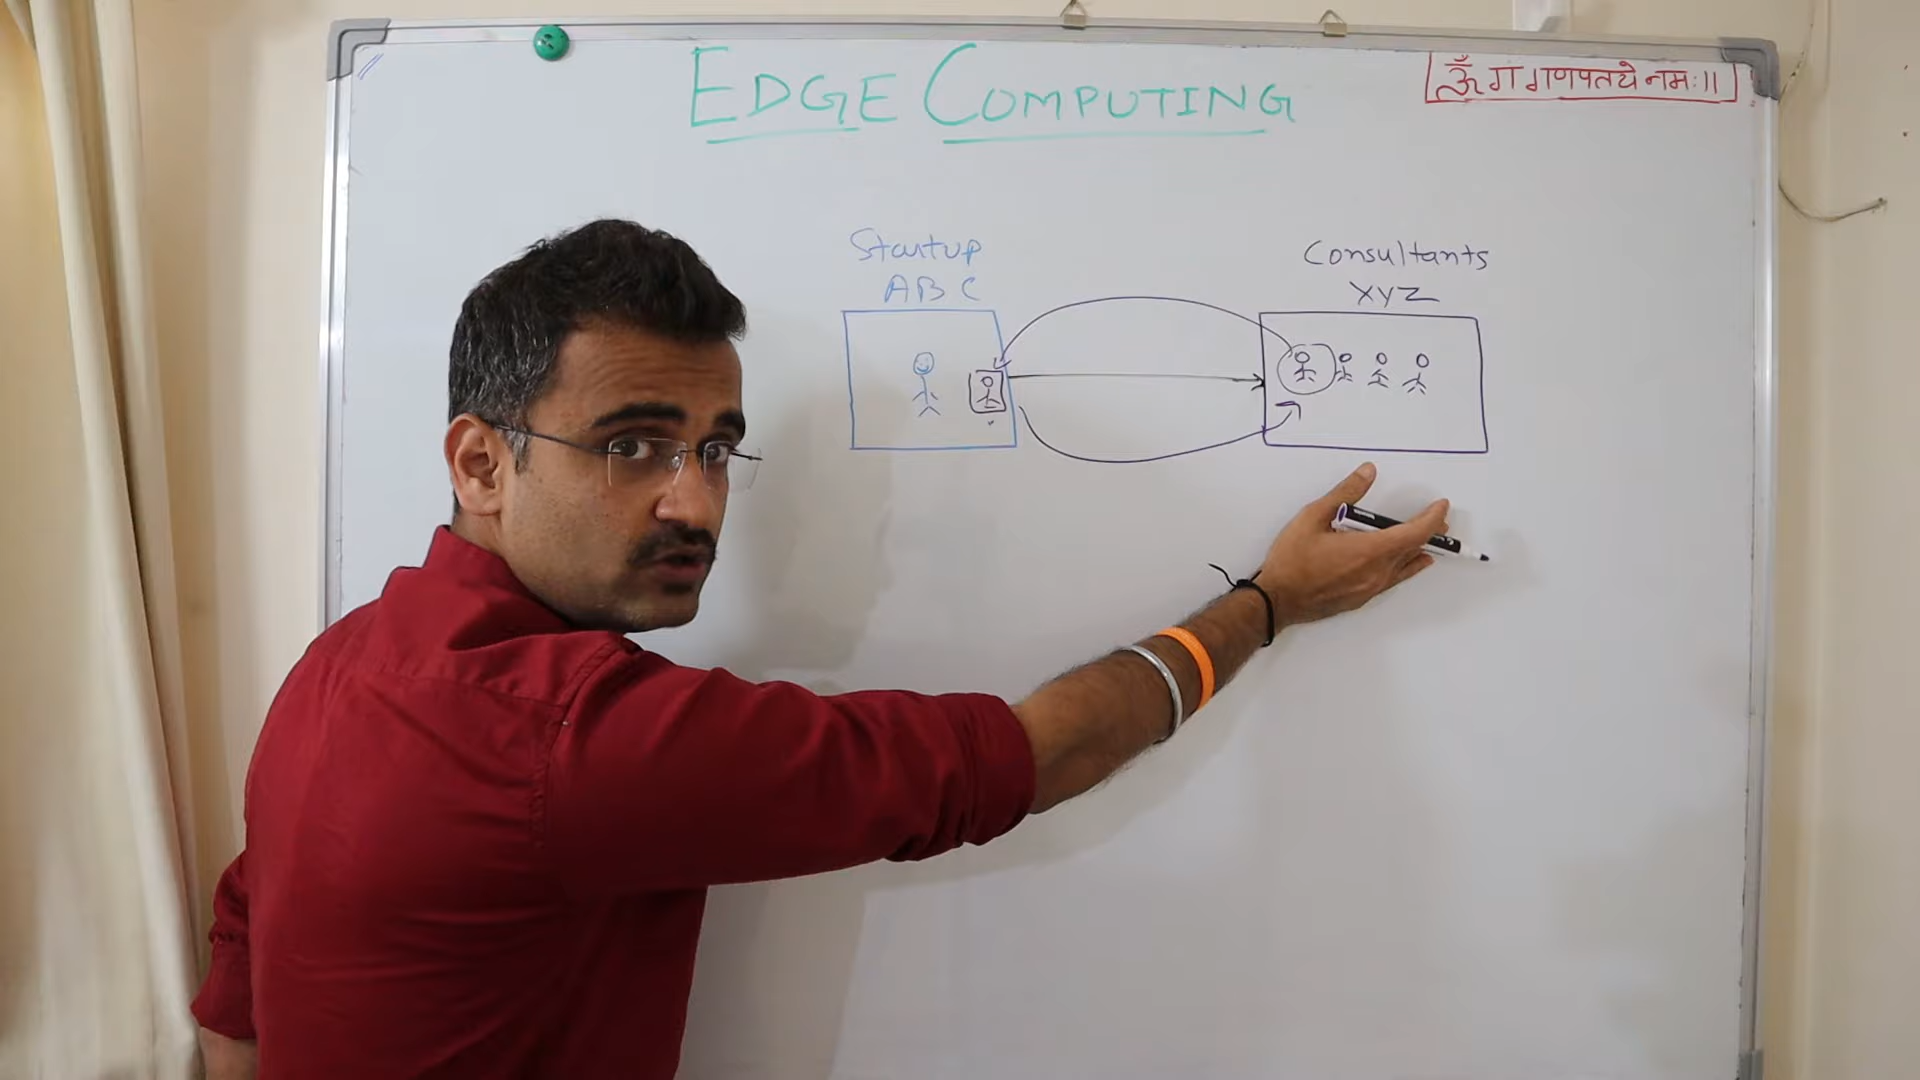 EDGE COMPUTING
ॐ गं गणपतये नमः॥
Startup
ABC
Consultants
XYZ